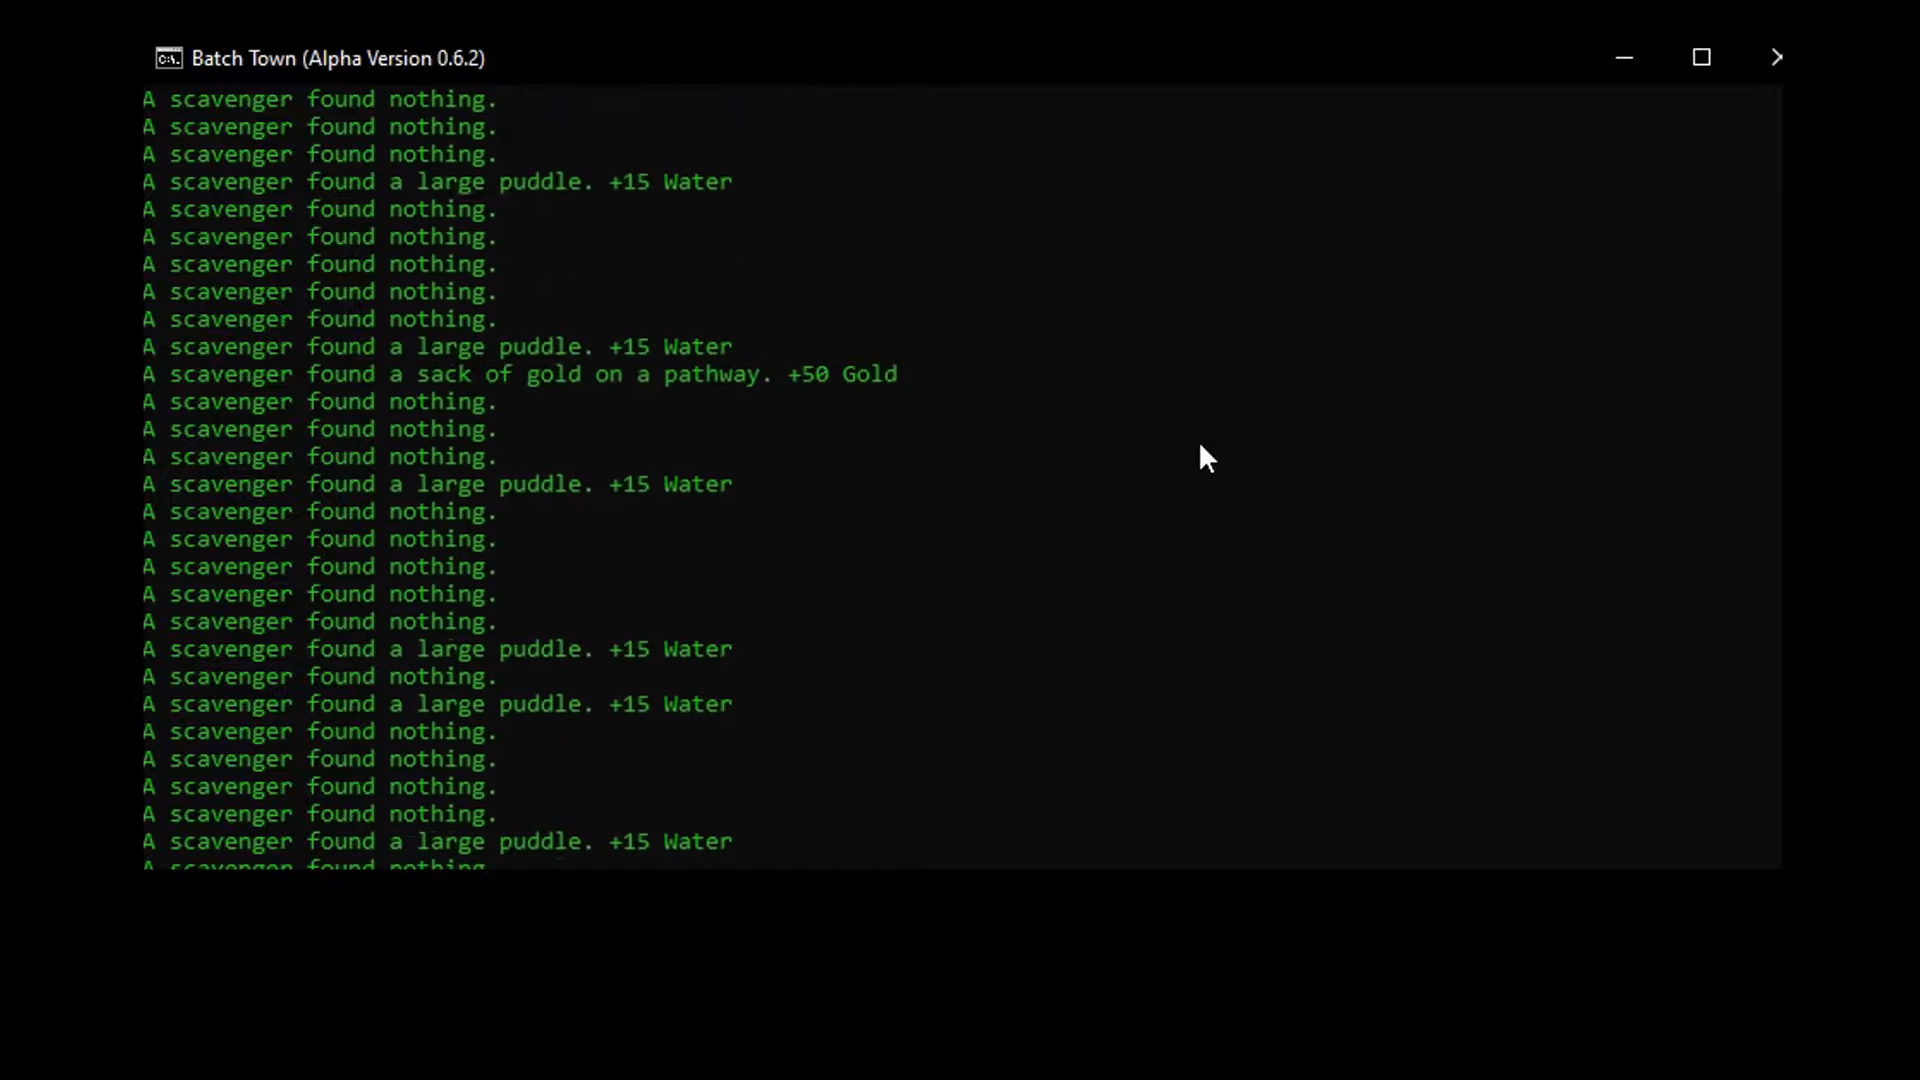 Batch Town (Alpha Version 0.6.2)
A scavenger found nothing.
A scavenger found nothing.
A scavenger found nothing.
A scavenger found a large puddle. +15 Water
A scavenger found nothing.
A scavenger found nothing.
A scavenger found nothing.
A scavenger found nothing.
A scavenger found nothing.
A scavenger found a large puddle. +15 Water
A scavenger found a sack of gold on a pathway. +50 Gold
A scavenger found nothing.
A scavenger found nothing.
A scavenger found nothing.
A scavenger found a large puddle. +15 Water
A scavenger found nothing.
A scavenger found nothing.
A scavenger found nothing.
A scavenger found nothing.
A scavenger found nothing.
A scavenger found a large puddle. +15 Water
A scavenger found nothing.
A scavenger found a large puddle. +15 Water
A scavenger found nothing.
A scavenger found nothing.
A scavenger found nothing.
A scavenger found nothing.
A scavenger found a large puddle. +15 Water
A scavenger found nothing